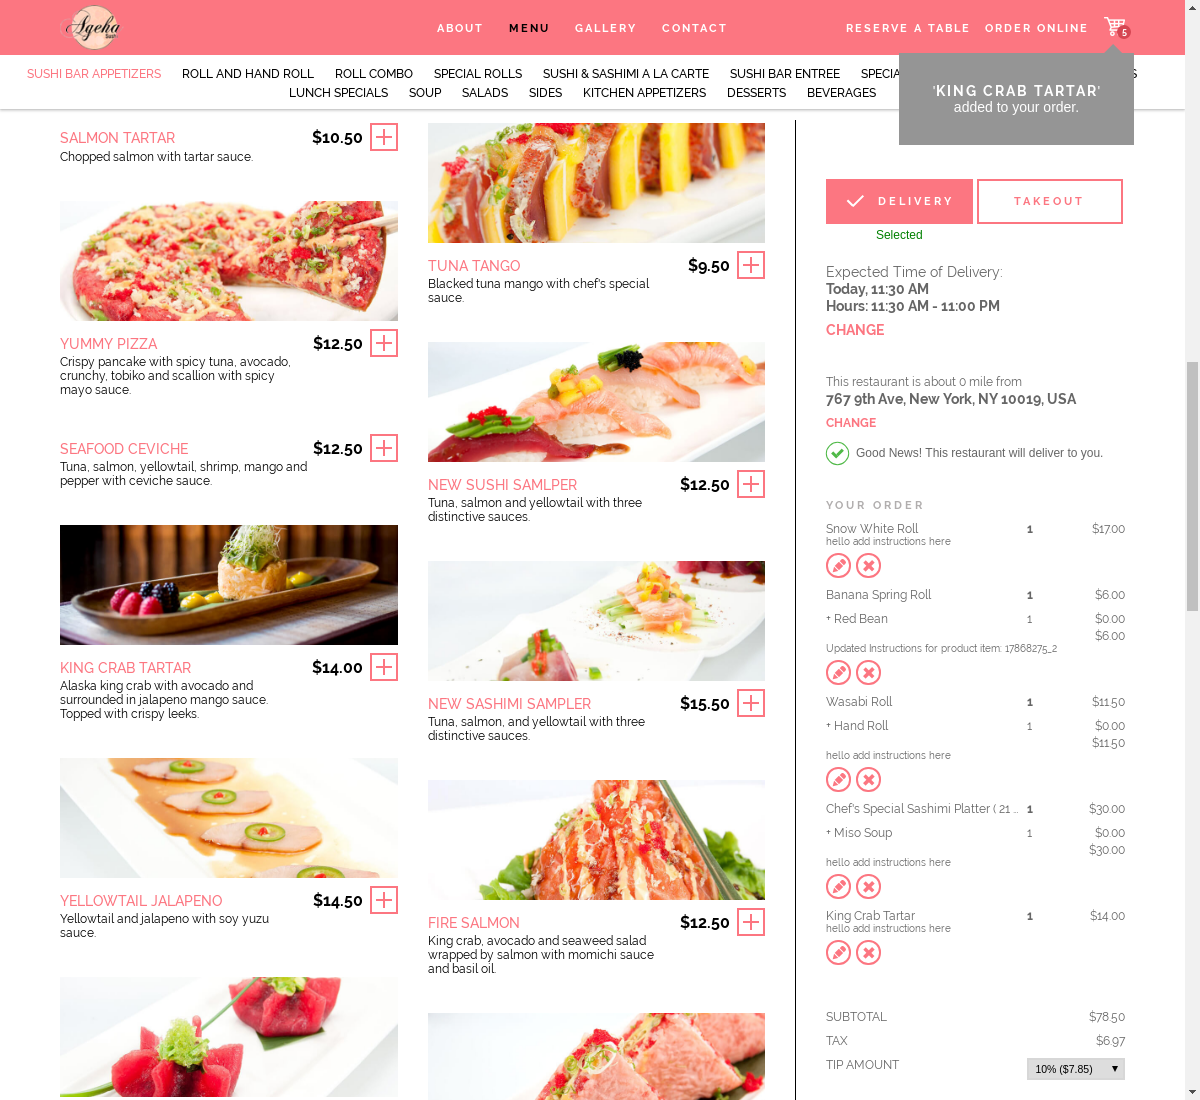 Ageha
Sushi
ABOUT
MENU
GALLERY
CONTACT
RESERVE A TABLE
ORDER ONLINE
5
SUSHI BAR APPETIZERS
ROLL AND HAND ROLL
ROLL COMBO
SPECIAL ROLLS
SUSHI & SASHIMI A LA CARTE
SUSHI BAR ENTREE
SPECIA
S
LUNCH SPECIALS
SOUP
SALADS
SIDES
KITCHEN APPETIZERS
DESSERTS
BEVERAGES
'KING CRAB TARTAR'
added to your order.
SALMON TARTAR
$10.50
Chopped salmon with tartar sauce.
YUMMY PIZZA
$12.50
Crispy pancake with spicy tuna, avocado,
crunchy, tobiko and scallion with spicy
mayo sauce.
SEAFOOD CEVICHE
$12.50
Tuna, salmon, yellowtail, shrimp, mango and
pepper with ceviche sauce.
KING CRAB TARTAR
$14.00
Alaska king crab with avocado and
surrounded in jalapeno mango sauce.
Topped with crispy leeks.
YELLOWTAIL JALAPENO
$14.50
Yellowtail and jalapeno with soy yuzu
sauce.
TUNA TANGO
$9.50
Blacked tuna mango with chef's special
sauce.
NEW SUSHI SAMLPER
$12.50
Tuna, salmon and yellowtail with three
distinctive sauces.
NEW SASHIMI SAMPLER
$15.50
Tuna, salmon, and yellowtail with three
distinctive sauces.
FIRE SALMON
$12.50
King crab, avocado and seaweed salad
wrapped by salmon with momichi sauce
and basil oil.
DELIVERY
TAKEOUT
Selected
Expected Time of Delivery:
Today, 11:30 AM
Hours: 11:30 AM - 11:00 PM
CHANGE
This restaurant is about 0 mile from
767 9th Ave, New York, NY 10019, USA
CHANGE
Good News! This restaurant will deliver to you.
YOUR ORDER
Snow White Roll 1 $17.00
hello add instructions here
Banana Spring Roll 1 $6.00
+ Red Bean 1 $0.00
$6.00
Updated Instructions for product item: 17868275_2
Wasabi Roll 1 $11.50
+ Hand Roll 1 $0.00
$11.50
hello add instructions here
Chef's Special Sashimi Platter ( 21 ... 1 $30.00
+ Miso Soup 1 $0.00
$30.00
hello add instructions here
King Crab Tartar 1 $14.00
hello add instructions here
SUBTOTAL $78.50
TAX $6.97
TIP AMOUNT 10% ($7.85)